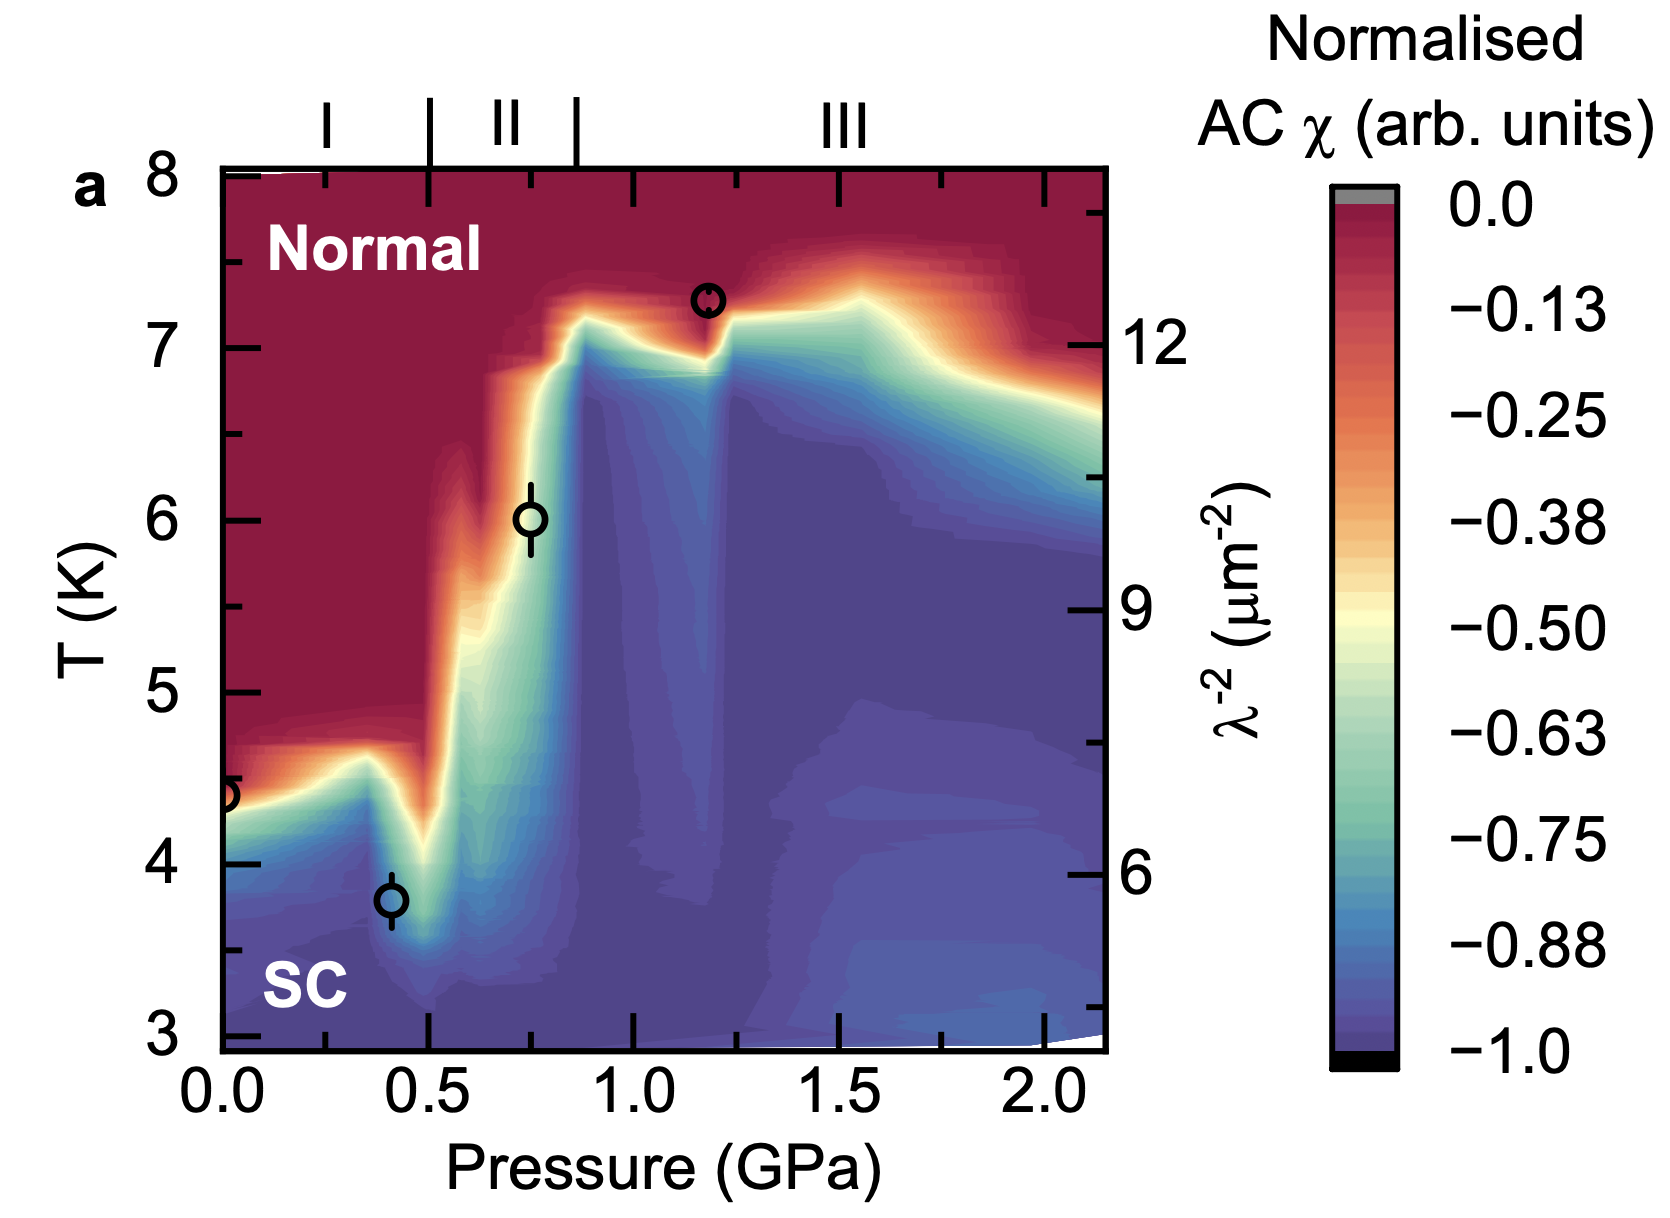 Normalised
AC χ (arb. units)
I
II
III
a
8
7
6
5
4
3
T (K)
Normal
SC
12
9
6
λ-2 (μm-2)
0.0
−0.13
−0.25
−0.38
−0.50
−0.63
−0.75
−0.88
−1.0
0.0 0.5 1.0 1.5 2.0
Pressure (GPa)